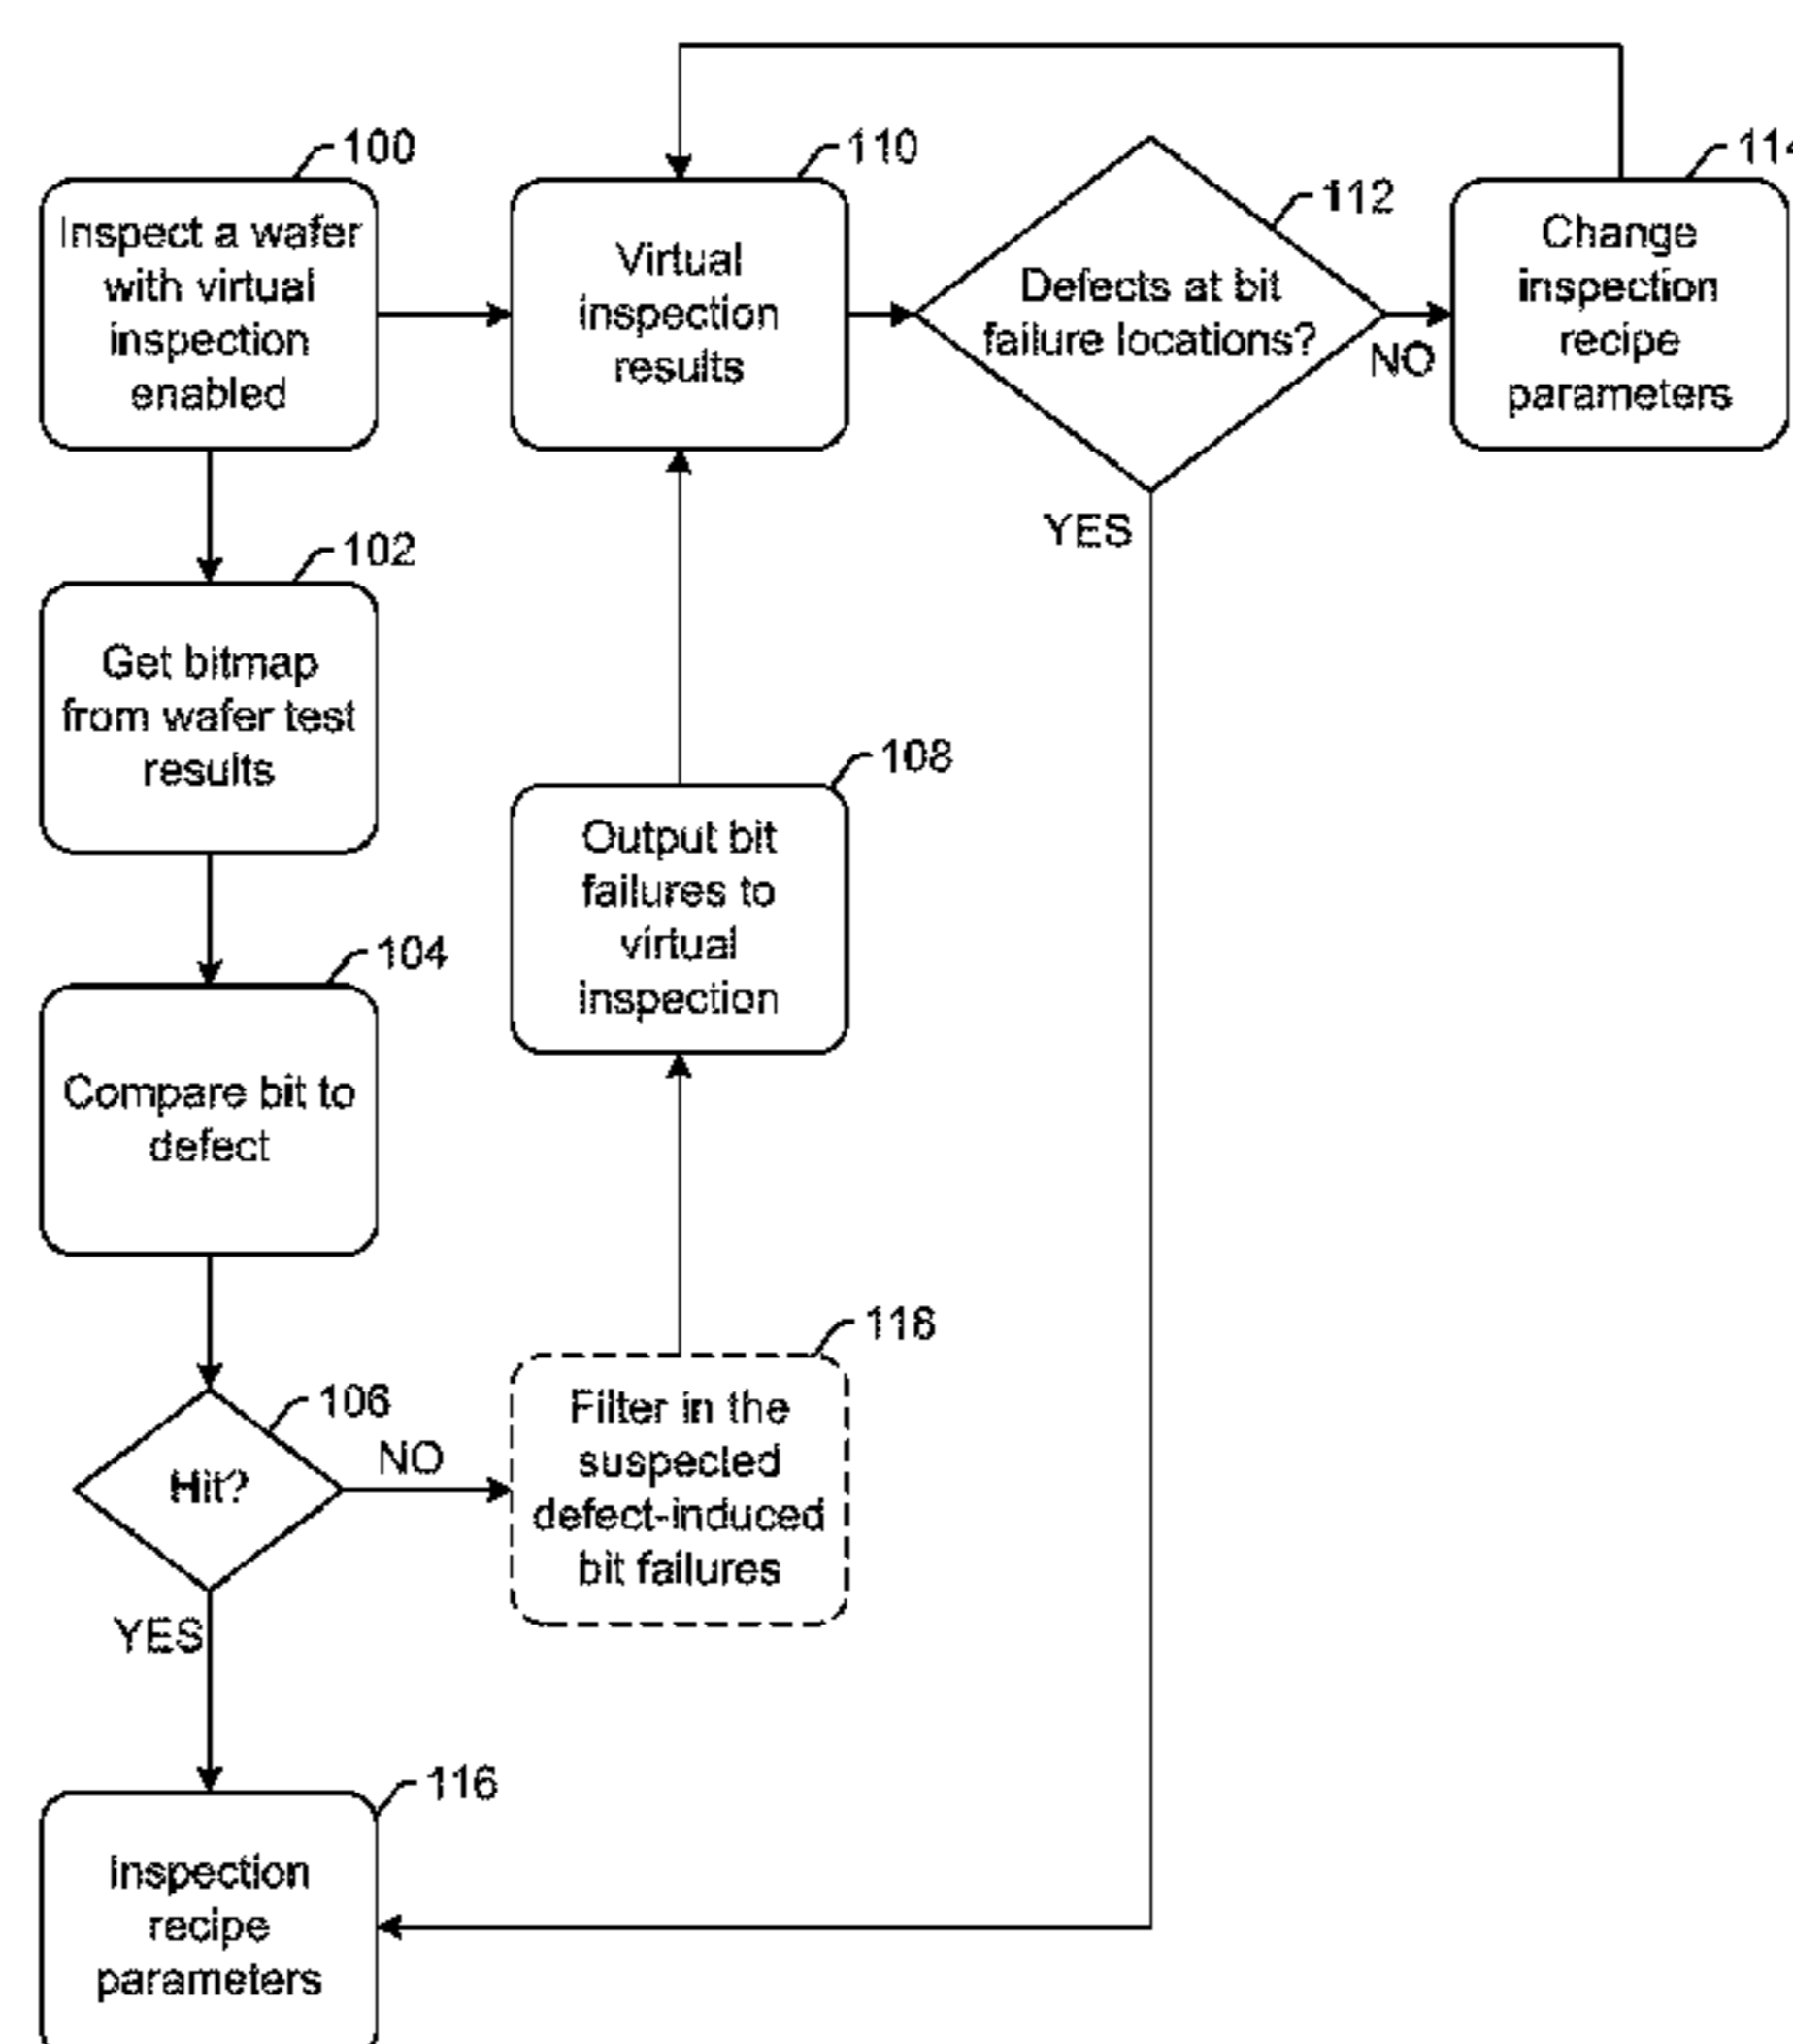 100
Inspect a wafer
with virtual
inspection
enabled
110
Virtual
inspection
results
112
Defects at bit
failure locations?
NO
YES
114
Change
inspection
recipe
parameters
102
Get bitmap
from wafer test
results
108
Output bit
failures to
virtual
inspection
104
Compare bit to
defect
106
Hit?
NO
YES
118
Filter in the
suspected
defect-induced
bit failures
116
Inspection
recipe
parameters